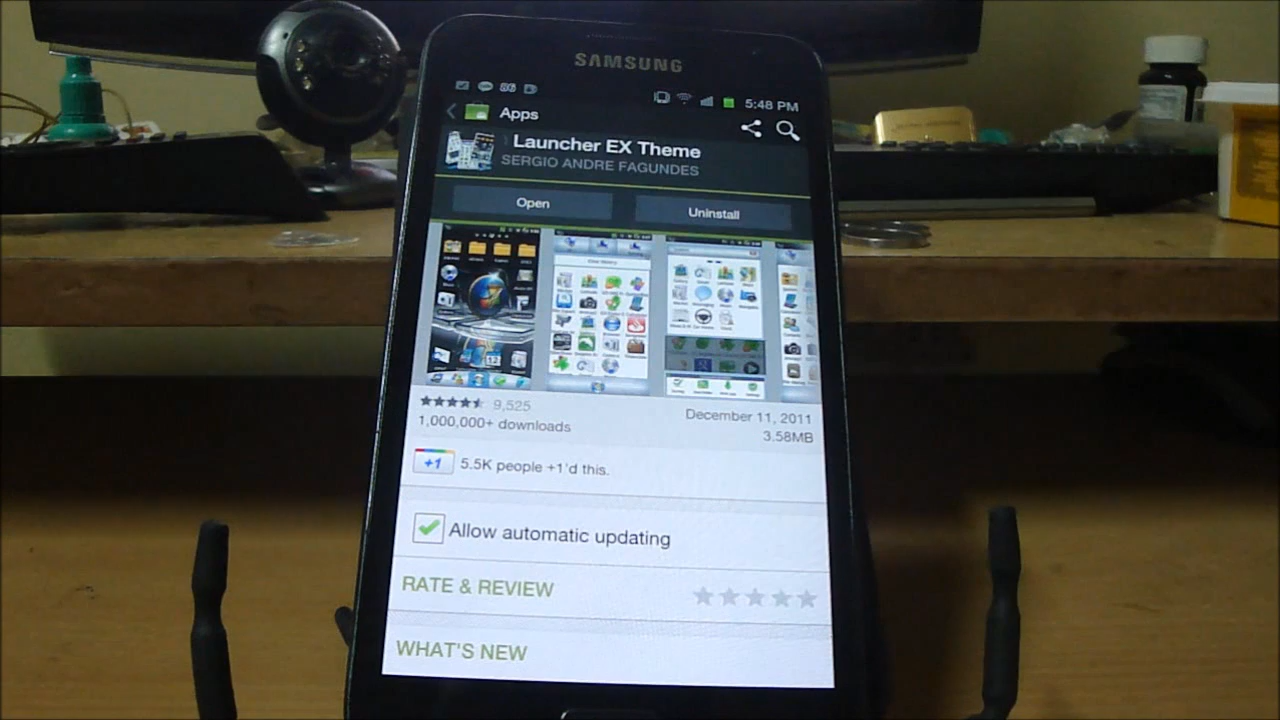 SAMSUNG
5:48 PM
Apps
Launcher EX Theme
SERGIO ANDRE FAGUNDES
Open
Uninstall
9,525
1,000,000+ downloads
December 11, 2011
3.58MB
+1
5.5K people +1'd this.
Allow automatic updating
RATE & REVIEW
WHAT'S NEW